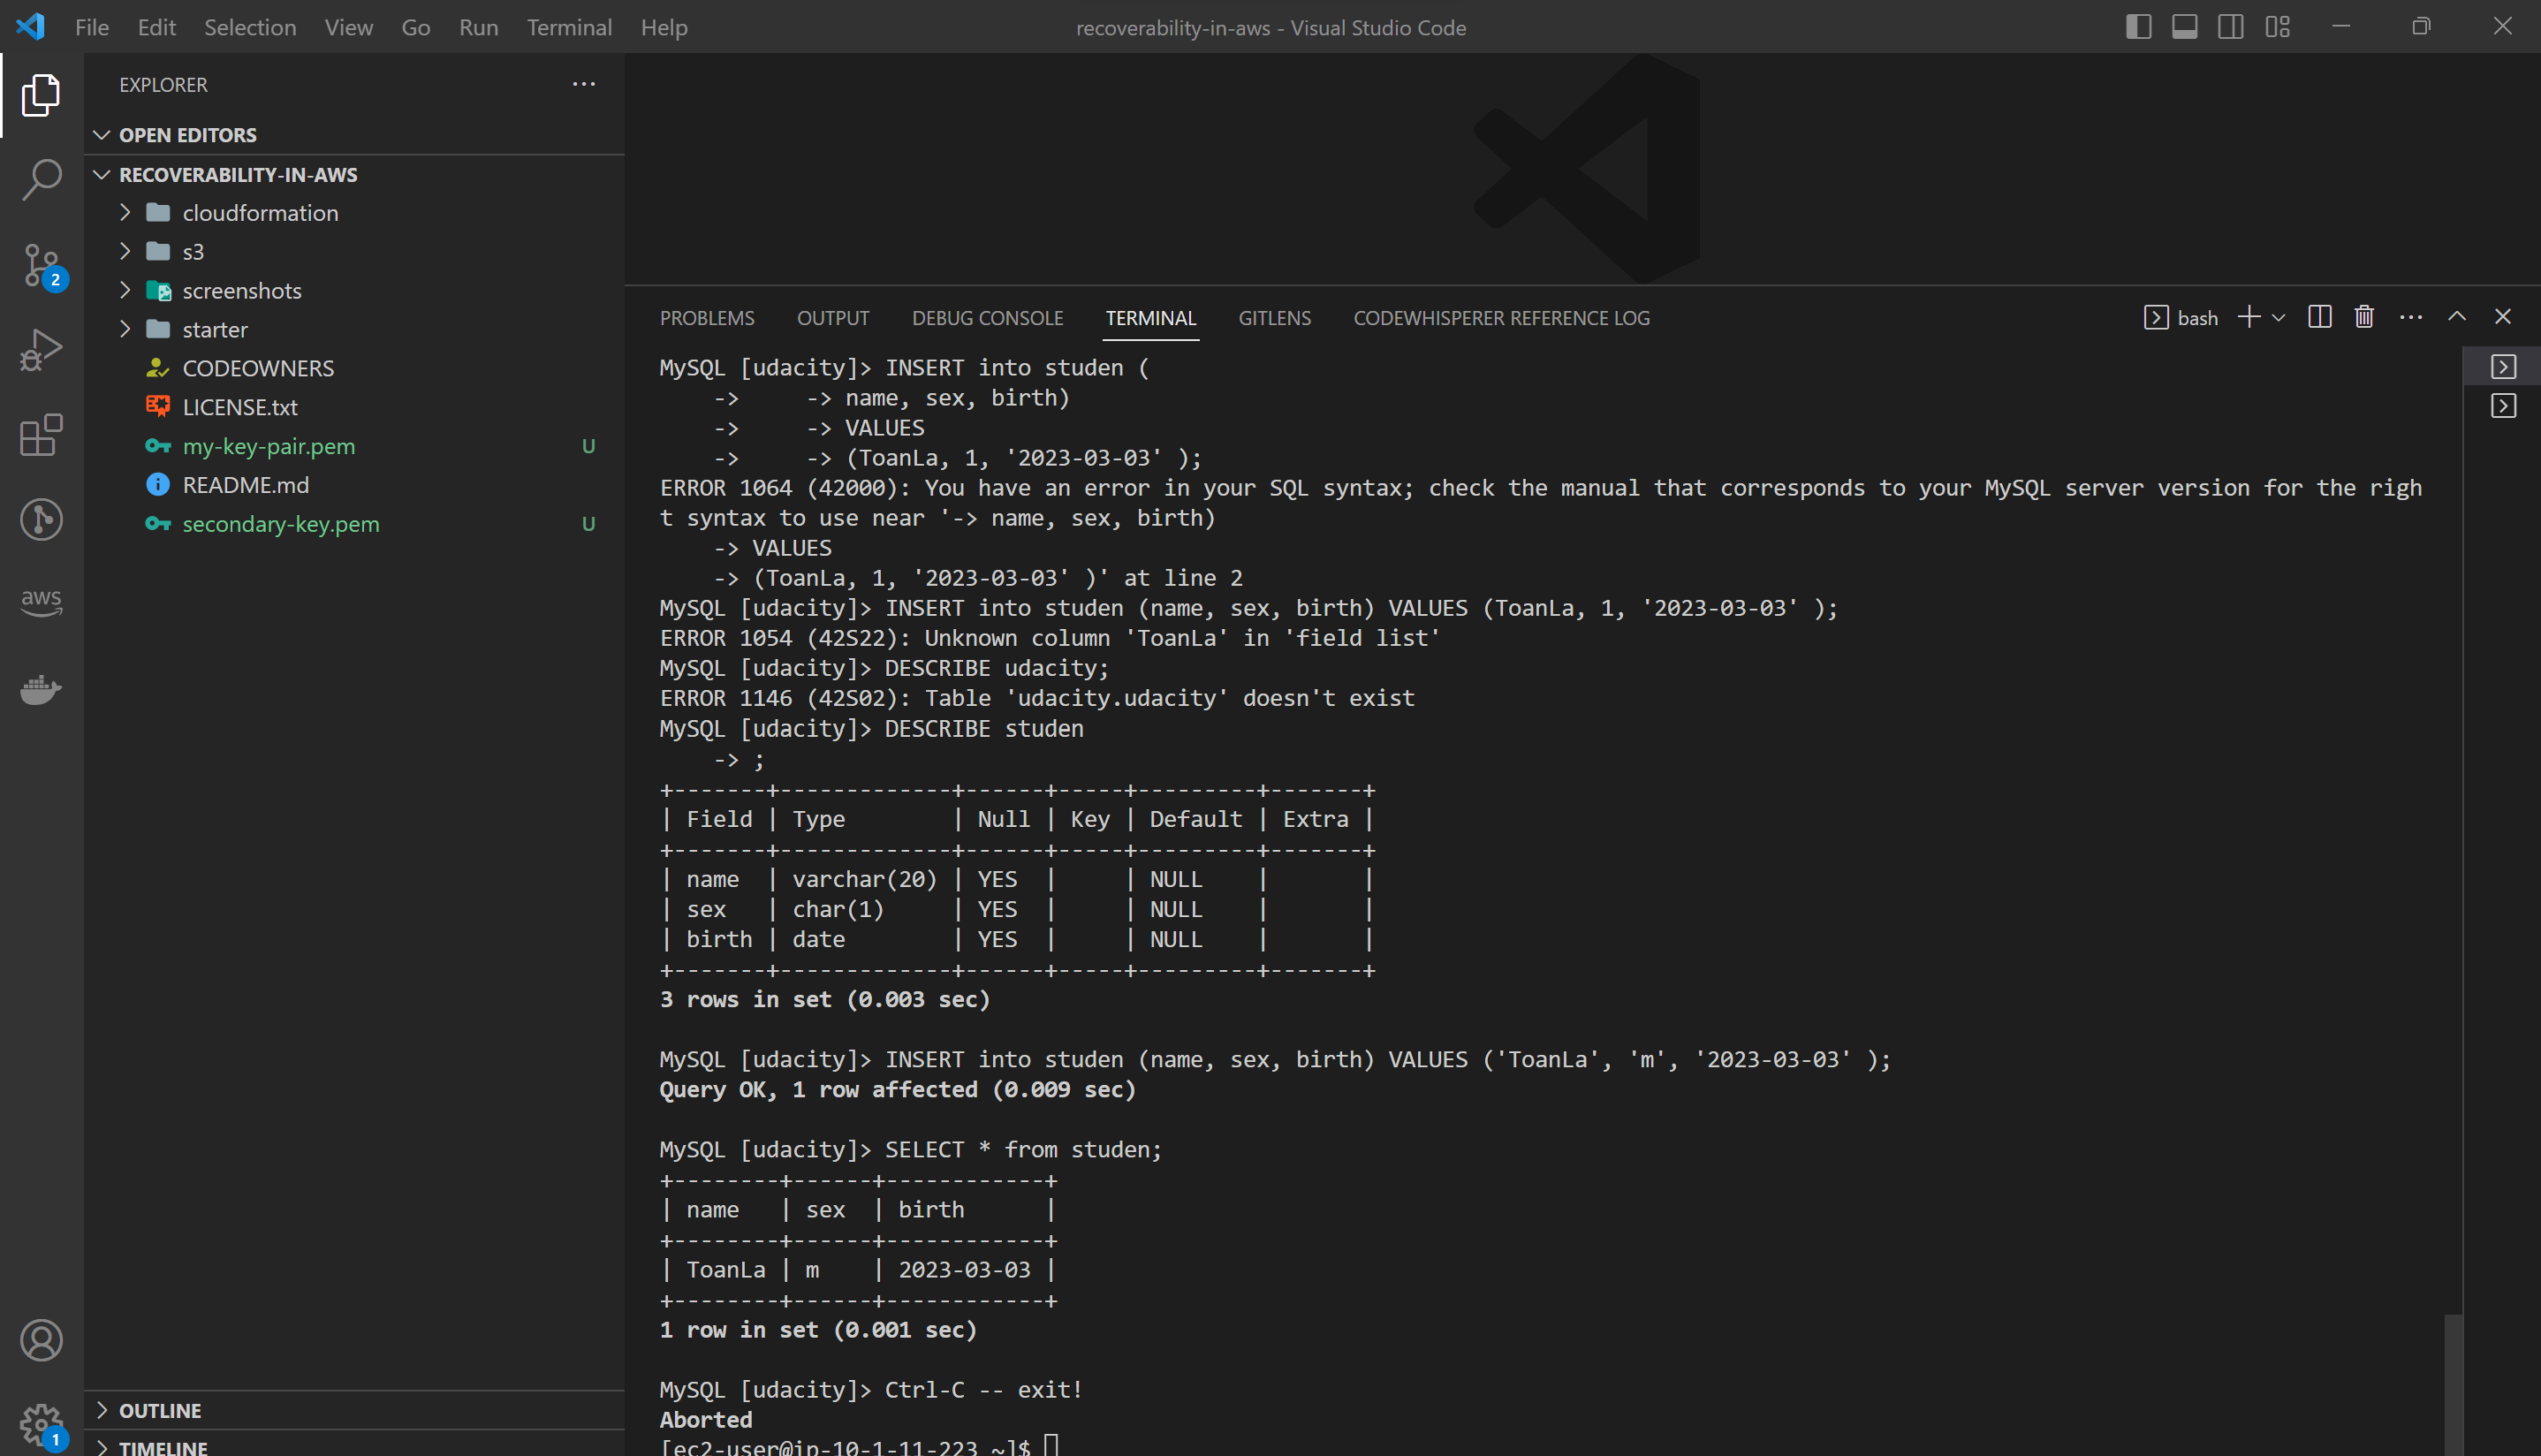 File Edit Selection View Go Run Terminal Help
recoverability-in-aws - Visual Studio Code
EXPLORER
OPEN EDITORS
RECOVERABILITY-IN-AWS
cloudformation
s3
screenshots
starter
CODEOWNERS
LICENSE.txt
my-key-pair.pem U
README.md
secondary-key.pem U
2
aws
OUTLINE
1
TIMELINE
PROBLEMS OUTPUT DEBUG CONSOLE TERMINAL GITLENS CODEWHISPERER REFERENCE LOG
bash
MySQL [udacity]> INSERT into studen (
    ->     -> name, sex, birth)
    ->     -> VALUES
    ->     -> (ToanLa, 1, '2023-03-03' );
ERROR 1064 (42000): You have an error in your SQL syntax; check the manual that corresponds to your MySQL server version for the righ
t syntax to use near '-> name, sex, birth)
    -> VALUES
    -> (ToanLa, 1, '2023-03-03' )' at line 2
MySQL [udacity]> INSERT into studen (name, sex, birth) VALUES (ToanLa, 1, '2023-03-03' );
ERROR 1054 (42S22): Unknown column 'ToanLa' in 'field list'
MySQL [udacity]> DESCRIBE udacity;
ERROR 1146 (42S02): Table 'udacity.udacity' doesn't exist
MySQL [udacity]> DESCRIBE studen
    -> ;
+-------+-------------+------+-----+---------+-------+
| Field | Type        | Null | Key | Default | Extra |
+-------+-------------+------+-----+---------+-------+
| name  | varchar(20) | YES  |     | NULL    |       |
| sex   | char(1)     | YES  |     | NULL    |       |
| birth | date        | YES  |     | NULL    |       |
+-------+-------------+------+-----+---------+-------+
3 rows in set (0.003 sec)
MySQL [udacity]> INSERT into studen (name, sex, birth) VALUES ('ToanLa', 'm', '2023-03-03' );
Query OK, 1 row affected (0.009 sec)
MySQL [udacity]> SELECT * from studen;
+--------+------+------------+
| name   | sex  | birth      |
+--------+------+------------+
| ToanLa | m    | 2023-03-03 |
+--------+------+------------+
1 row in set (0.001 sec)
MySQL [udacity]> Ctrl-C -- exit!
Aborted
[ec2-user@ip-10-1-11-223 ~]$